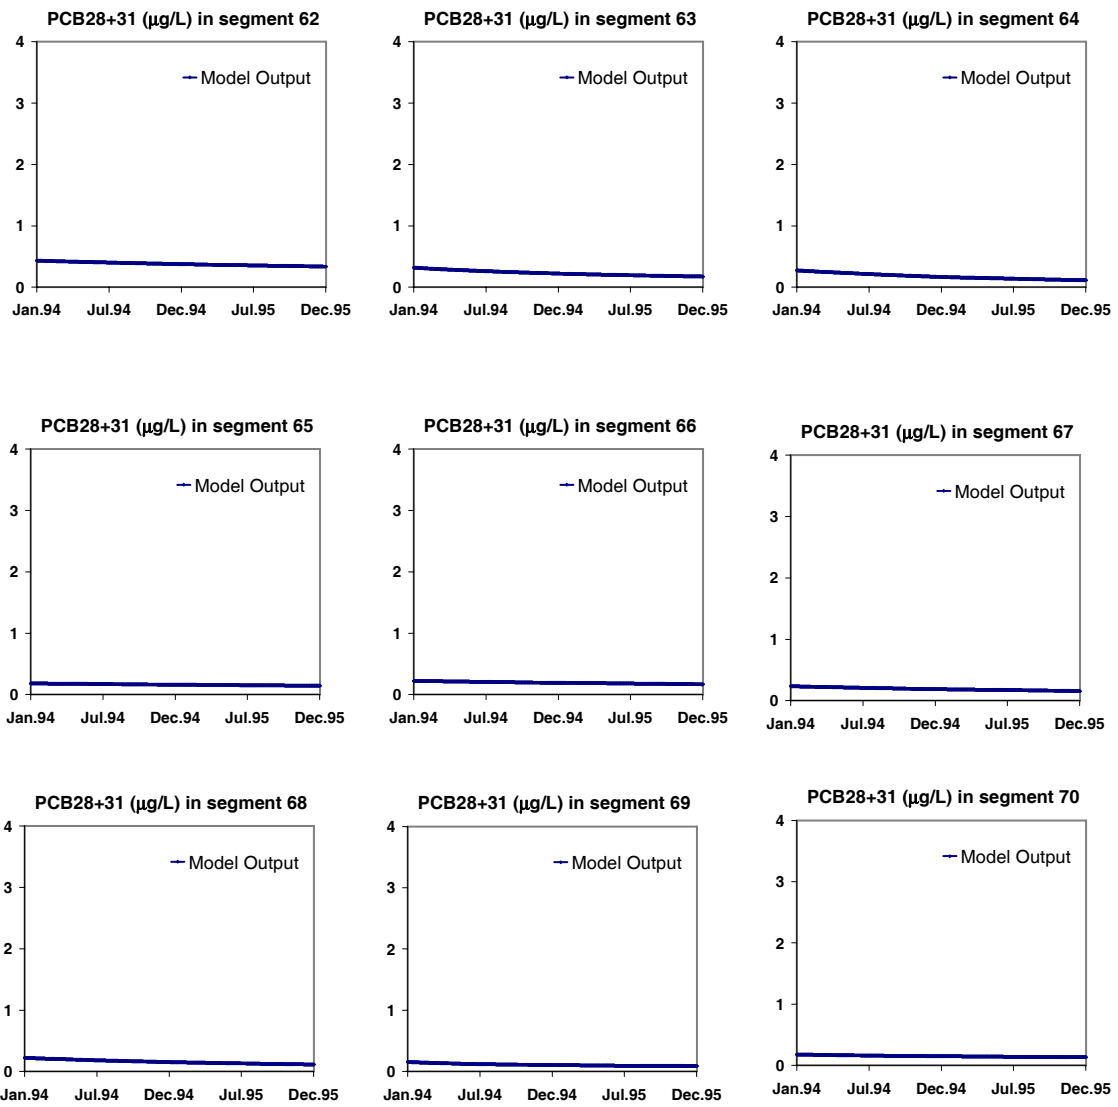 PCB28+31 (µg/L) in segment 62
4
Model Output
3
2
1
0
Jan.94 Jul.94 Dec.94 Jul.95 Dec.95
PCB28+31 (µg/L) in segment 63
4
Model Output
3
2
1
0
Jan.94 Jul.94 Dec.94 Jul.95 Dec.95
PCB28+31 (µg/L) in segment 64
4
Model Output
3
2
1
0
Jan.94 Jul.94 Dec.94 Jul.95 Dec.95
PCB28+31 (µg/L) in segment 65
4
Model Output
3
2
1
0
Jan.94 Jul.94 Dec.94 Jul.95 Dec.95
PCB28+31 (µg/L) in segment 66
4
Model Output
3
2
1
0
Jan.94 Jul.94 Dec.94 Jul.95 Dec.95
PCB28+31 (µg/L) in segment 67
4
Model Output
3
2
1
0
Jan.94 Jul.94 Dec.94 Jul.95 Dec.95
PCB28+31 (µg/L) in segment 68
4
Model Output
3
2
1
0
Jan.94 Jul.94 Dec.94 Jul.95 Dec.95
PCB28+31 (µg/L) in segment 69
4
Model Output
3
2
1
0
Jan.94 Jul.94 Dec.94 Jul.95 Dec.95
PCB28+31 (µg/L) in segment 70
4
Model Output
3
2
1
0
Jan.94 Jul.94 Dec.94 Jul.95 Dec.95